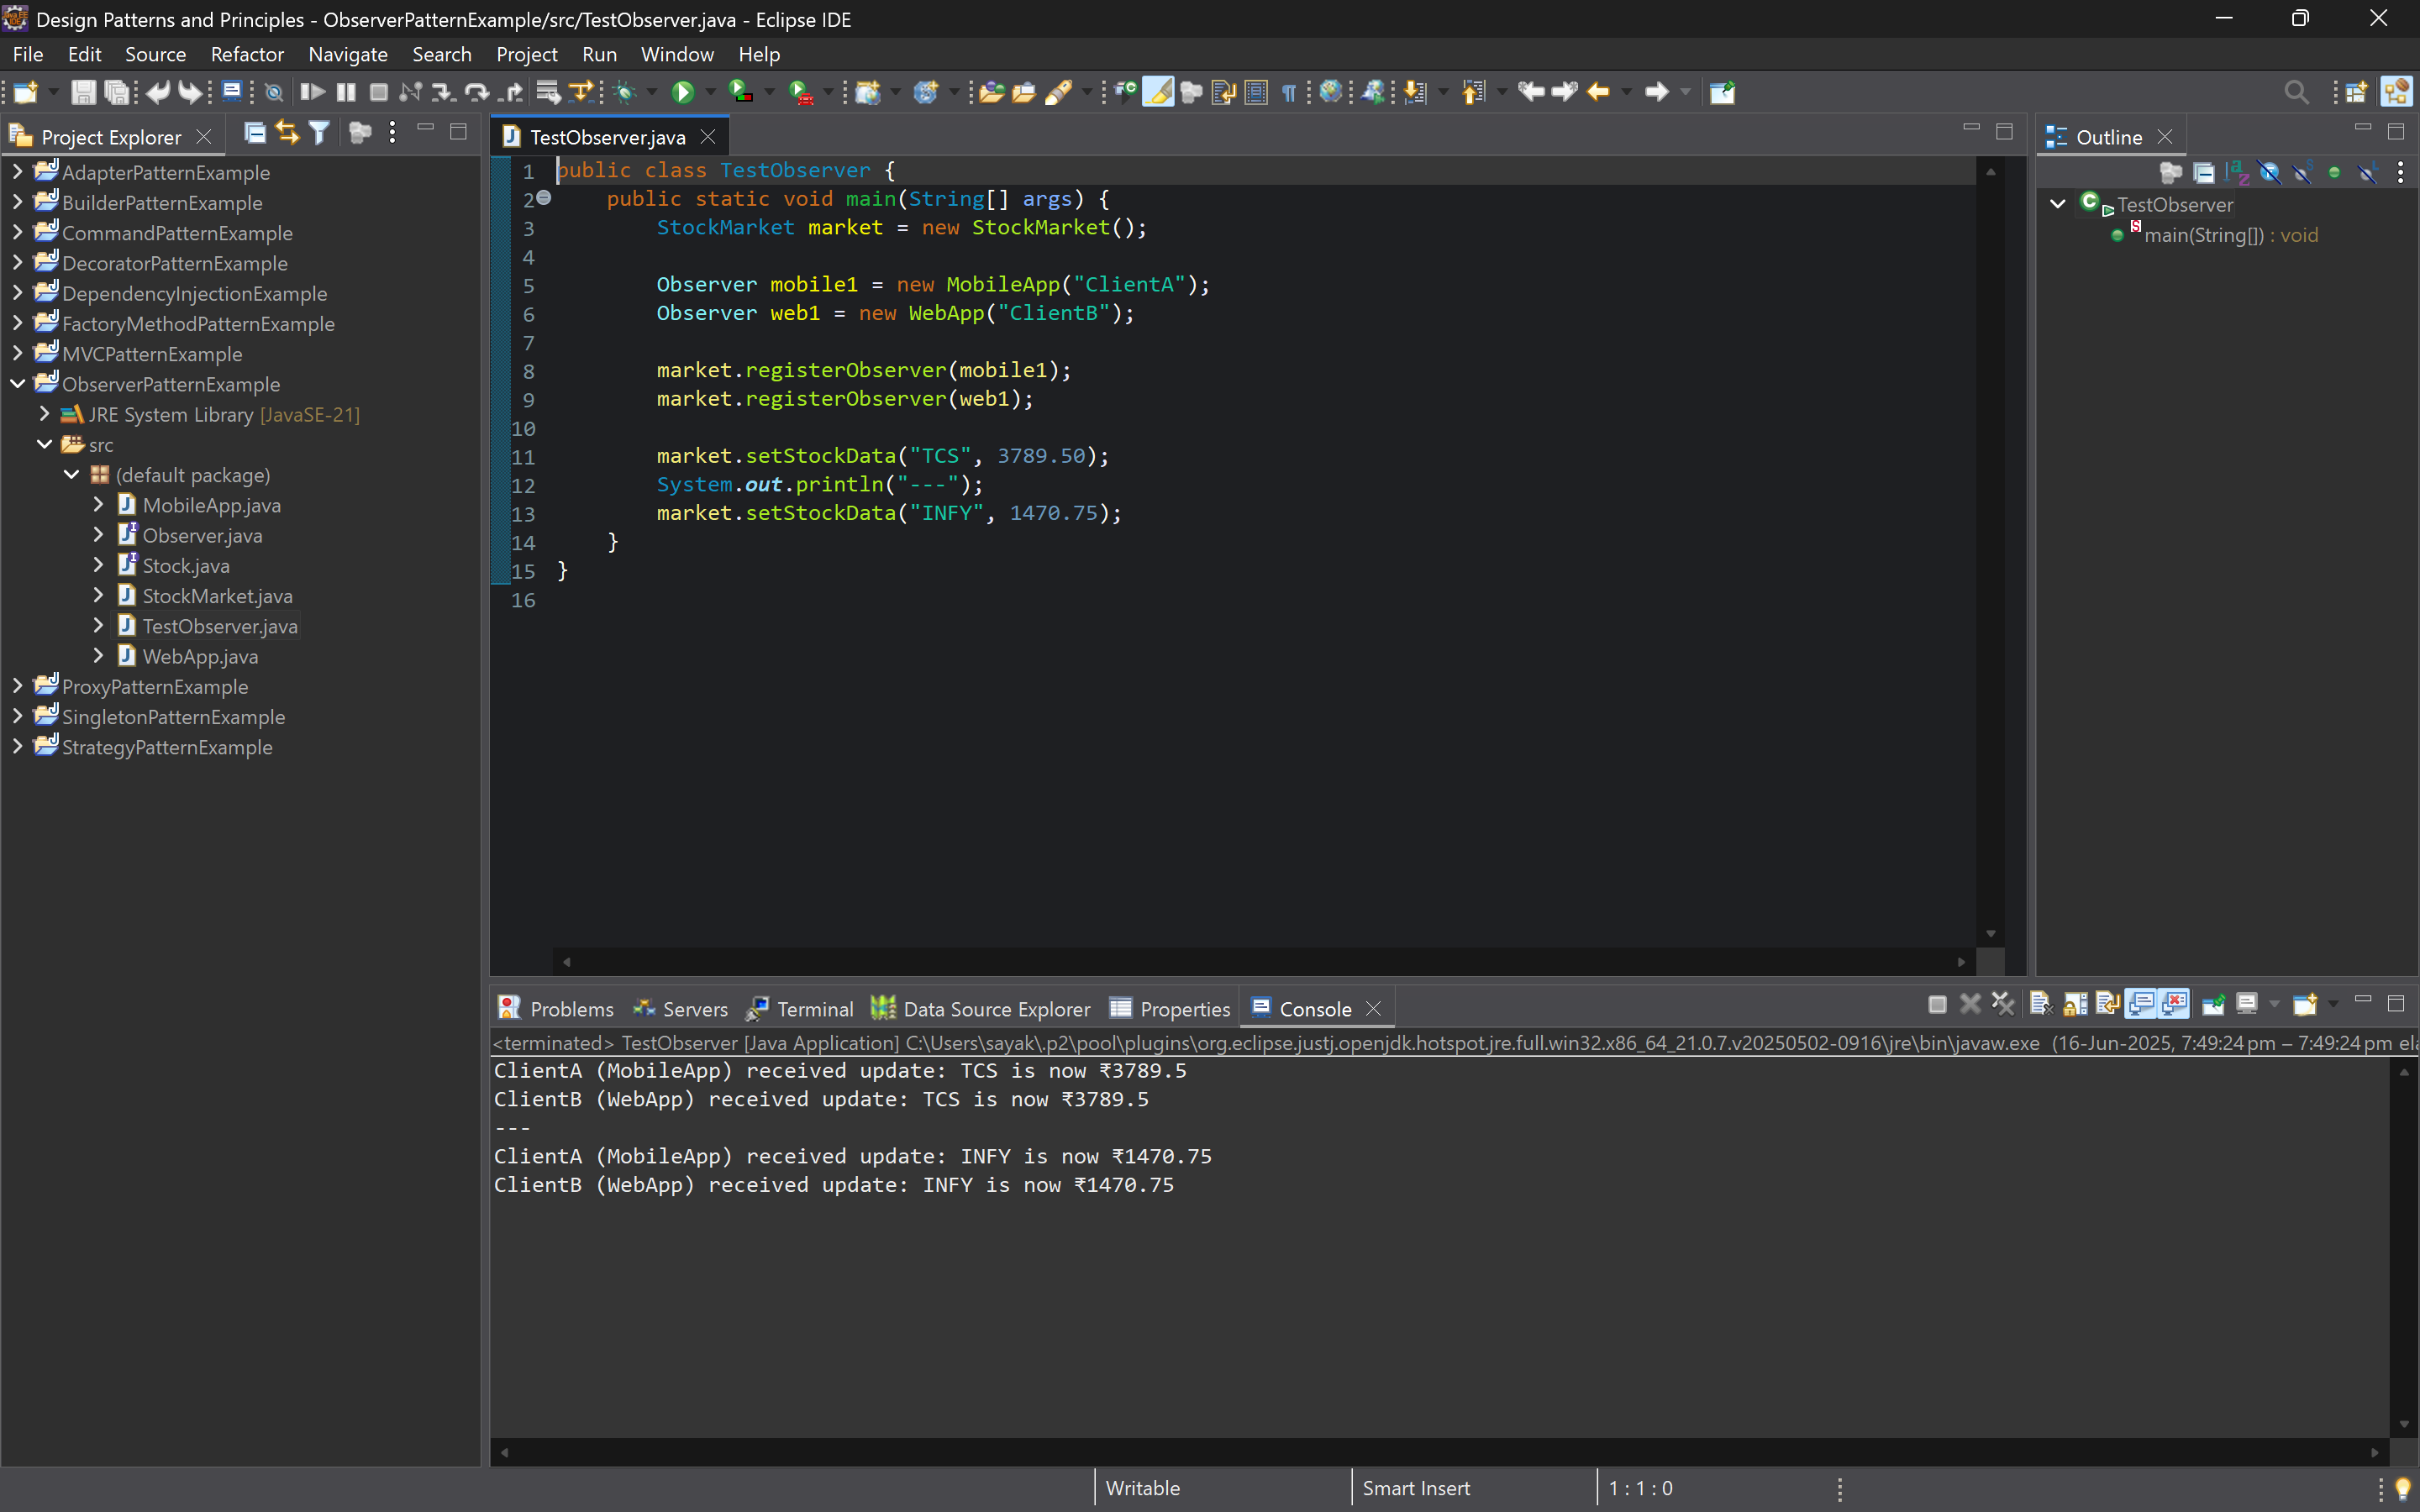 Design Patterns and Principles - ObserverPatternExample/src/TestObserver.java - Eclipse IDE
File Edit Source Refactor Navigate Search Project Run Window Help
Project Explorer
AdapterPatternExample
BuilderPatternExample
CommandPatternExample
DecoratorPatternExample
DependencyInjectionExample
FactoryMethodPatternExample
MVCPatternExample
ObserverPatternExample
JRE System Library [JavaSE-21]
src
(default package)
MobileApp.java
Observer.java
Stock.java
StockMarket.java
TestObserver.java
WebApp.java
ProxyPatternExample
SingletonPatternExample
StrategyPatternExample
TestObserver.java
1 public class TestObserver {
2 public static void main(String[] args) {
3 StockMarket market = new StockMarket();
4
5 Observer mobile1 = new MobileApp("ClientA");
6 Observer web1 = new WebApp("ClientB");
7
8 market.registerObserver(mobile1);
9 market.registerObserver(web1);
10
11 market.setStockData("TCS", 3789.50);
12 System.out.println("---");
13 market.setStockData("INFY", 1470.75);
14 }
15 }
16
Outline
TestObserver
main(String[]) : void
Problems Servers Terminal Data Source Explorer Properties Console
<terminated> TestObserver [Java Application] C:\Users\sayak\.p2\pool\plugins\org.eclipse.justj.openjdk.hotspot.jre.full.win32.x86_64_21.0.7.v20250502-0916\jre\bin\javaw.exe (16-Jun-2025, 7:49:24 pm – 7:49:24 pm ela
ClientA (MobileApp) received update: TCS is now ₹3789.5
ClientB (WebApp) received update: TCS is now ₹3789.5
---
ClientA (MobileApp) received update: INFY is now ₹1470.75
ClientB (WebApp) received update: INFY is now ₹1470.75
Writable Smart Insert 1 : 1 : 0